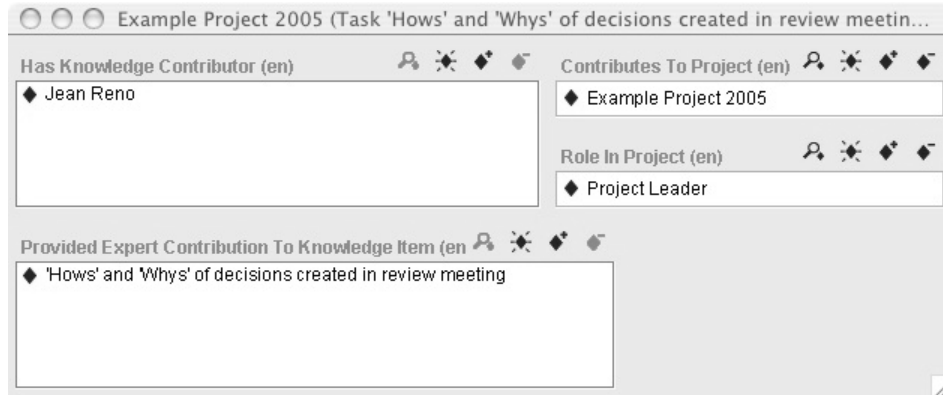 Example Project 2005 (Task 'Hows' and 'Whys' of decisions created in review meetin...
Has Knowledge Contributor (en)
Jean Reno
Contributes To Project (en)
Example Project 2005
Role In Project (en)
Project Leader
Provided Expert Contribution To Knowledge Item (en
'Hows' and 'Whys' of decisions created in review meeting